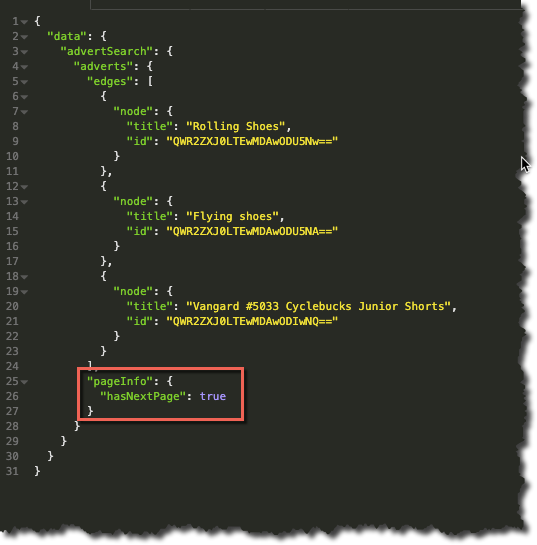 1 {
2 "data": {
3 "advertSearch": {
4 "adverts": {
5 "edges": [
6 {
7 "node": {
8 "title": "Rolling Shoes",
9 "id": "QWR2ZXJ0LTEwMDAwODU5Nw=="
10 }
11 },
12 {
13 "node": {
14 "title": "Flying shoes",
15 "id": "QWR2ZXJ0LTEwMDAwODU5NA=="
16 }
17 },
18 {
19 "node": {
20 "title": "Vangard #5033 Cyclebucks Junior Shorts",
21 "id": "QWR2ZXJ0LTEwMDAwODIwNQ=="
22 }
23 }
24 ],
25 "pageInfo": {
26 "hasNextPage": true
27 }
28 }
29 }
30 }
31 }